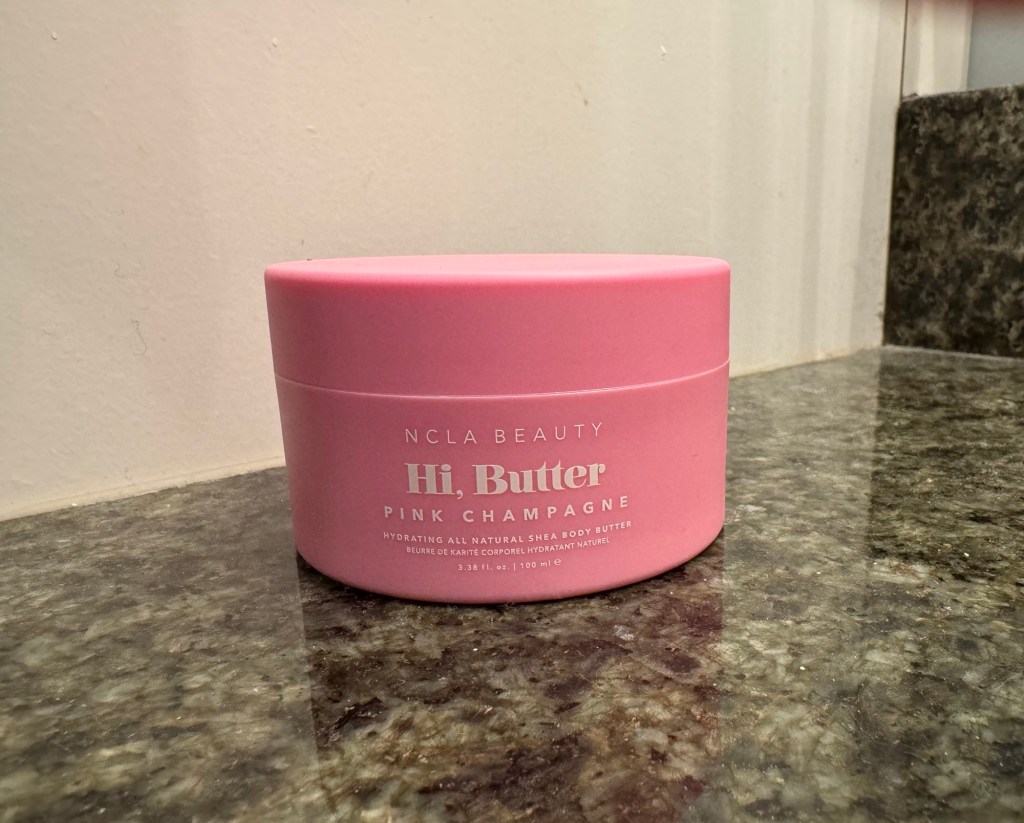 NCLA BEAUTY
Hi, Butter
PINK CHAMPAGNE
HYDRATING ALL NATURAL SHEA BODY BUTTER
BEURRE DE KARITÉ CORPOREL HYDRATANT NATUREL
3.38 fl. oz. | 100 ml ℮